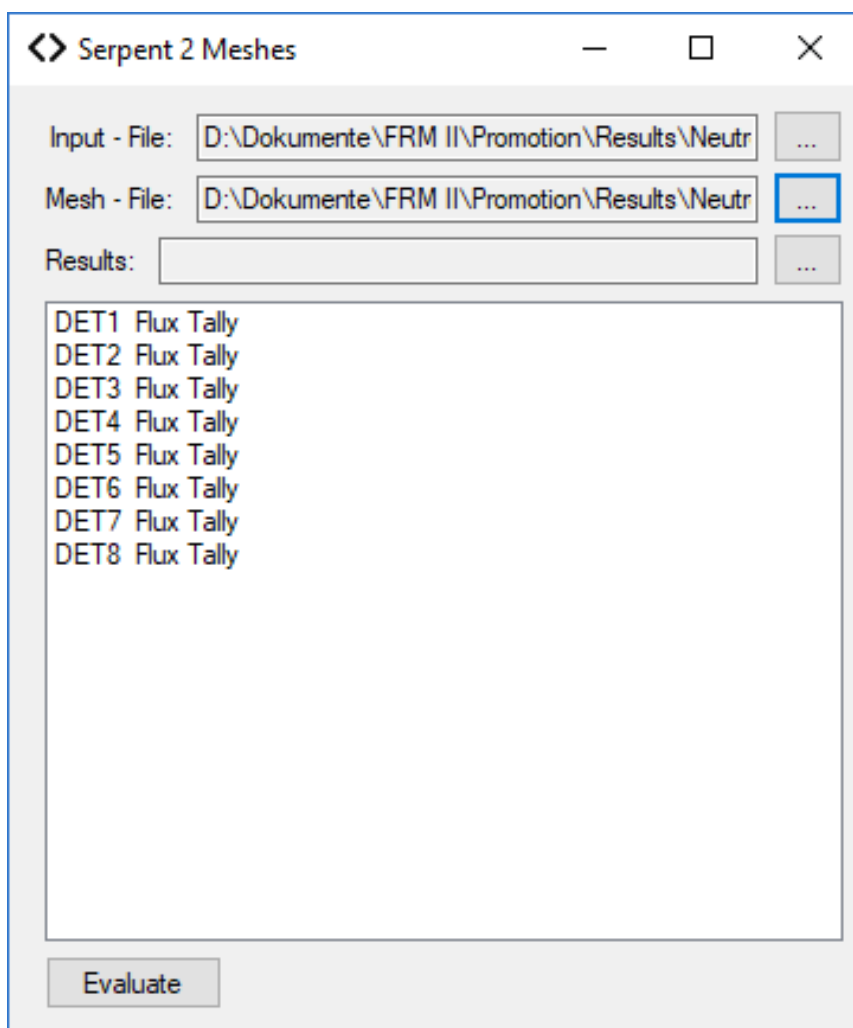 Serpent 2 Meshes
Input - File: D:\Dokumente\FRM II\Promotion\Results\Neutr ...
Mesh - File: D:\Dokumente\FRM II\Promotion\Results\Neutr ...
Results: ...
DET1 Flux Tally
DET2 Flux Tally
DET3 Flux Tally
DET4 Flux Tally
DET5 Flux Tally
DET6 Flux Tally
DET7 Flux Tally
DET8 Flux Tally
Evaluate